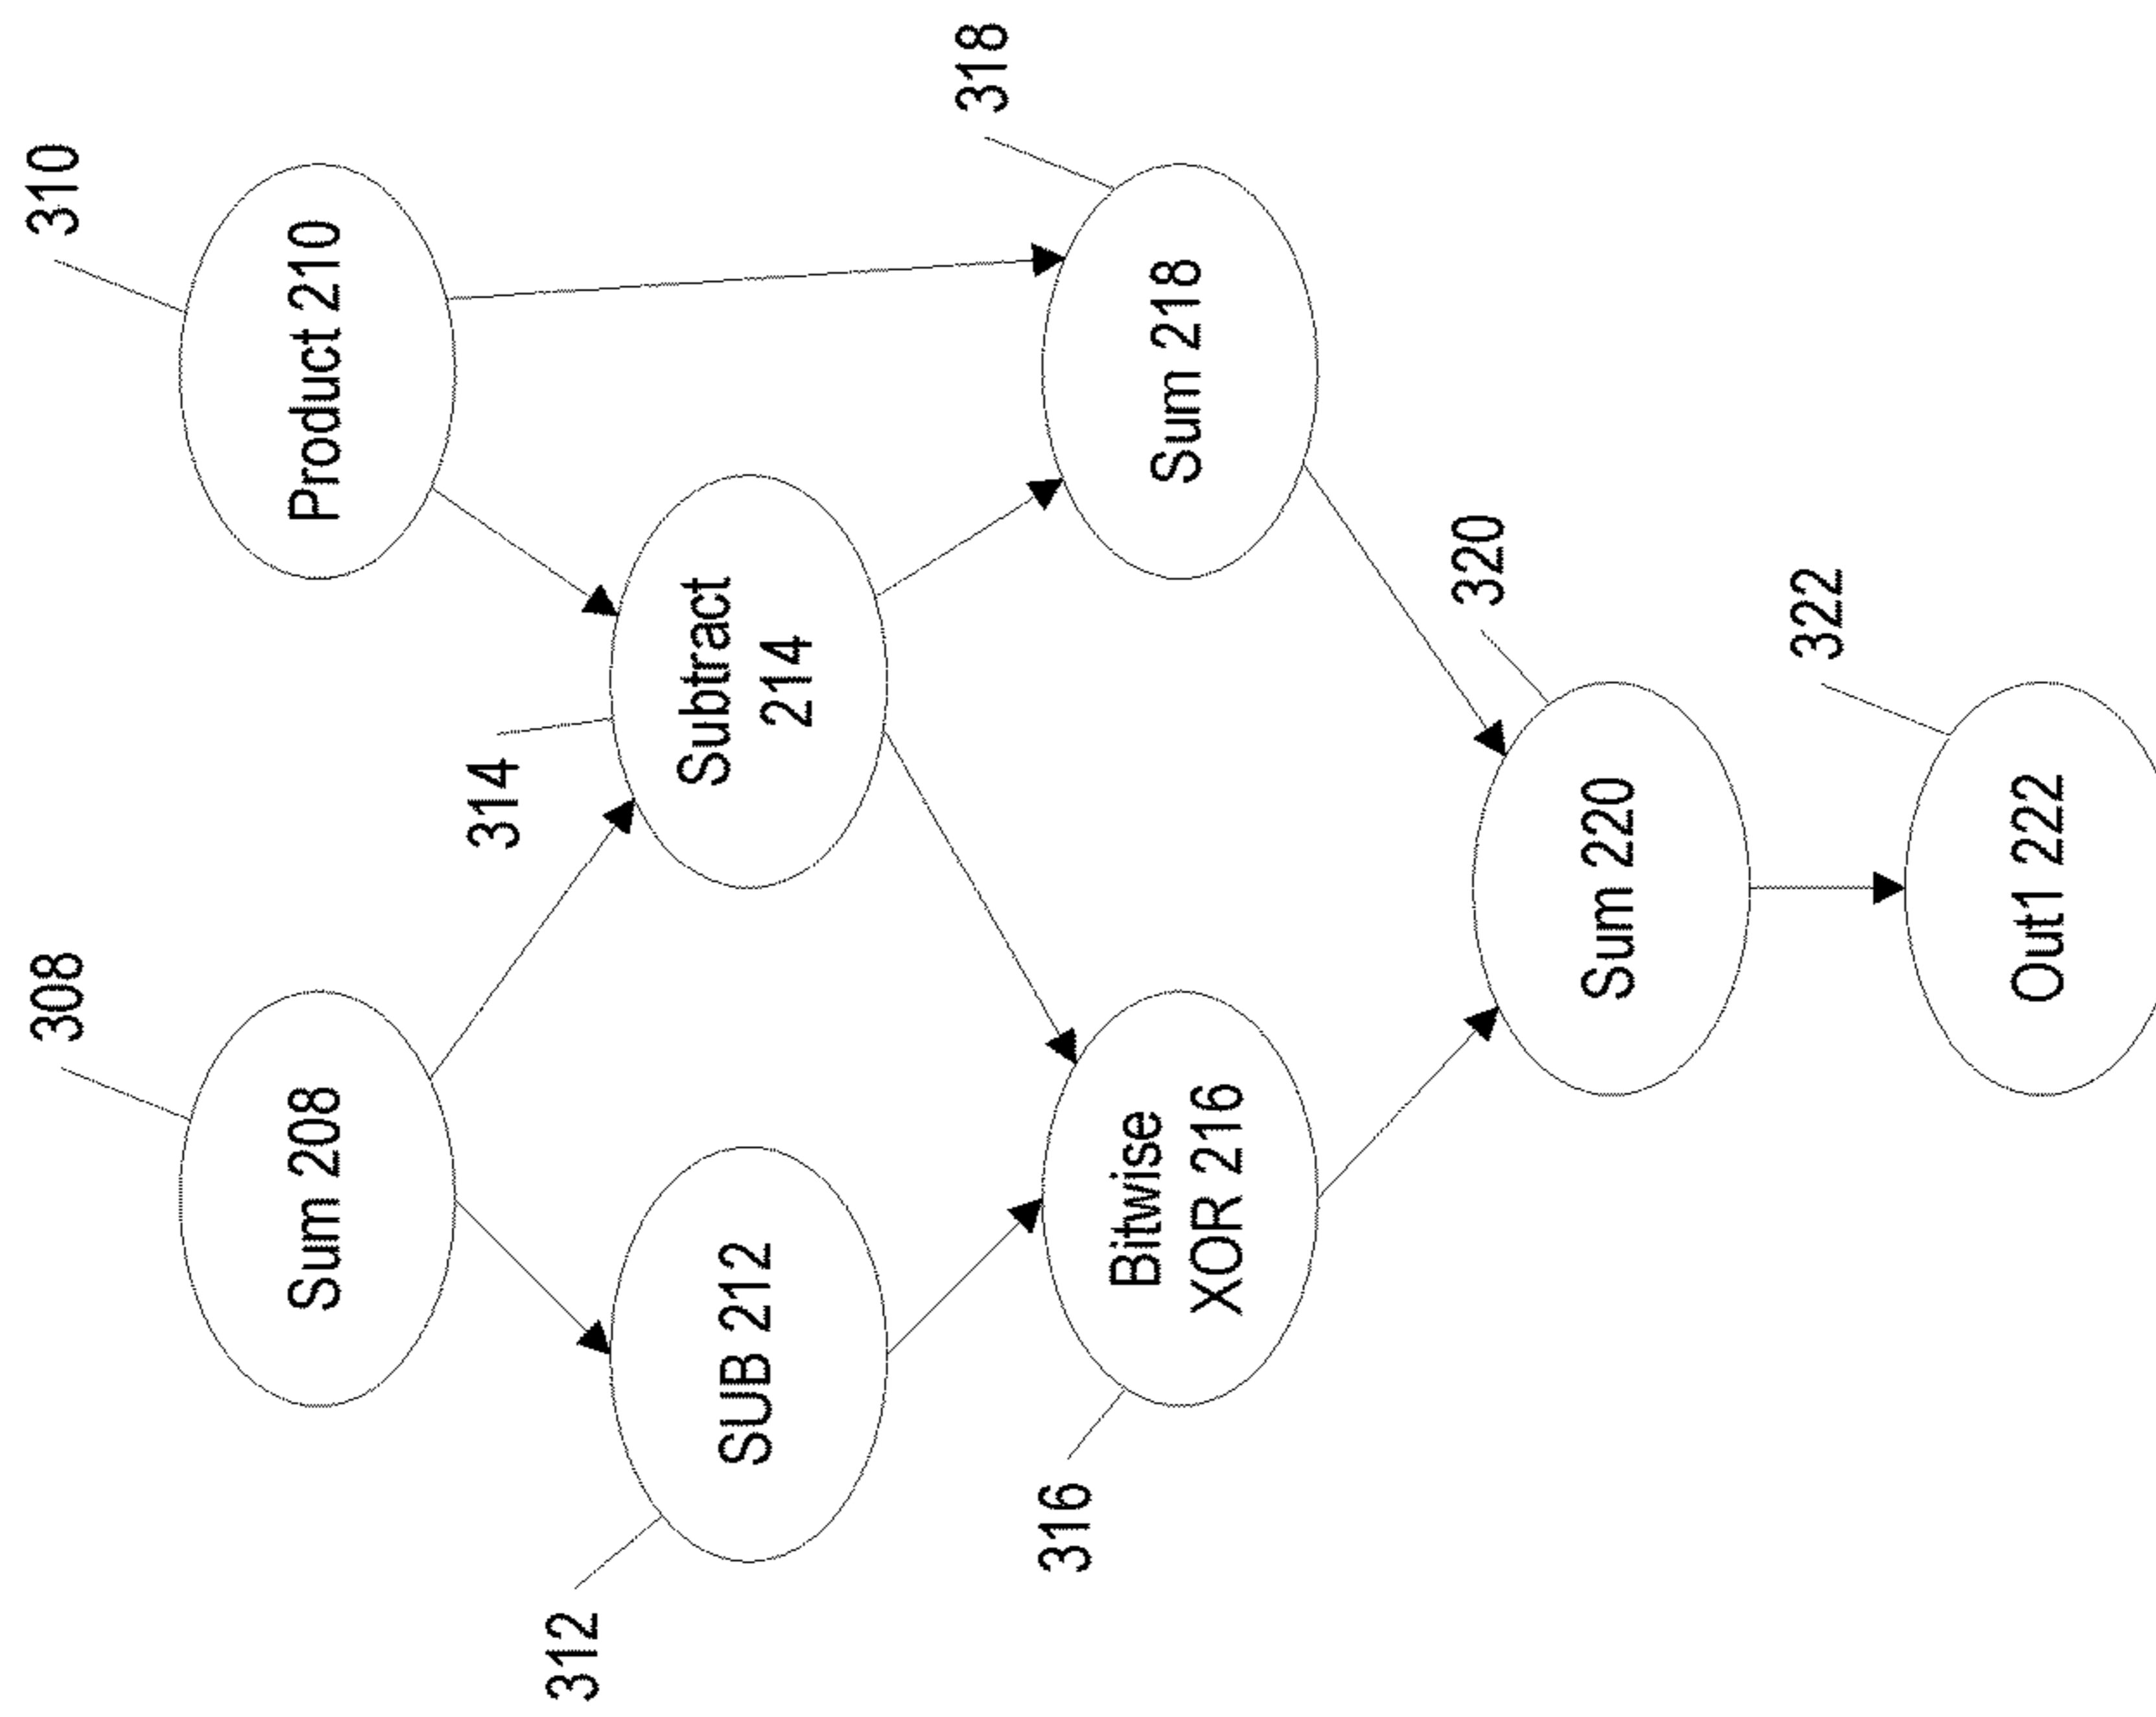 308
Sum 208
310
Product 210
312
SUB 212
314
Subtract
214
316
Bitwise
XOR 216
318
Sum 218
320
Sum 220
322
Out1 222